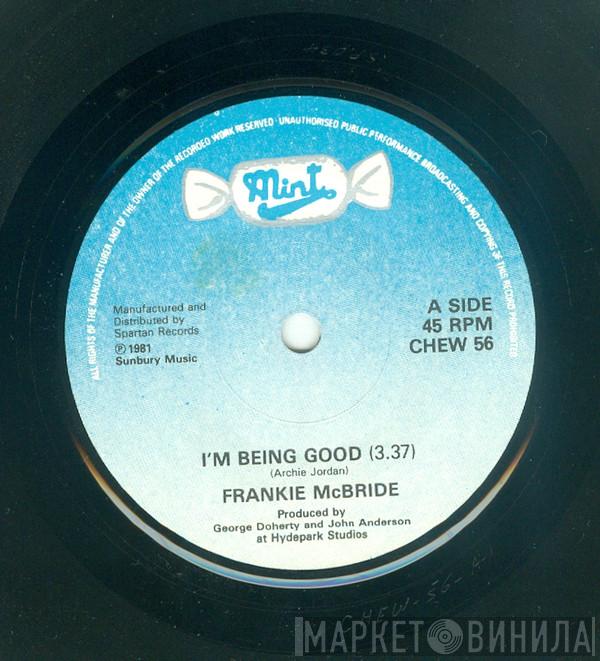 ALL RIGHTS OF THE MANUFACTURER AND OF THE OWNER OF THE RECORDED WORK RESERVED · UNAUTHORISED PUBLIC PERFORMANCE BROADCASTING AND COPYING OF THIS RECORD PROHIBITED
Mint
Manufactured and
Distributed by
Spartan Records
℗ 1981
Sunbury Music
A SIDE
45 RPM
CHEW 56
I'M BEING GOOD (3.37)
(Archie Jordan)
FRANKIE McBRIDE
Produced by
George Doherty and John Anderson
at Hydepark Studios
CHEW-56-A
МАРКЕТ ВИНИЛА